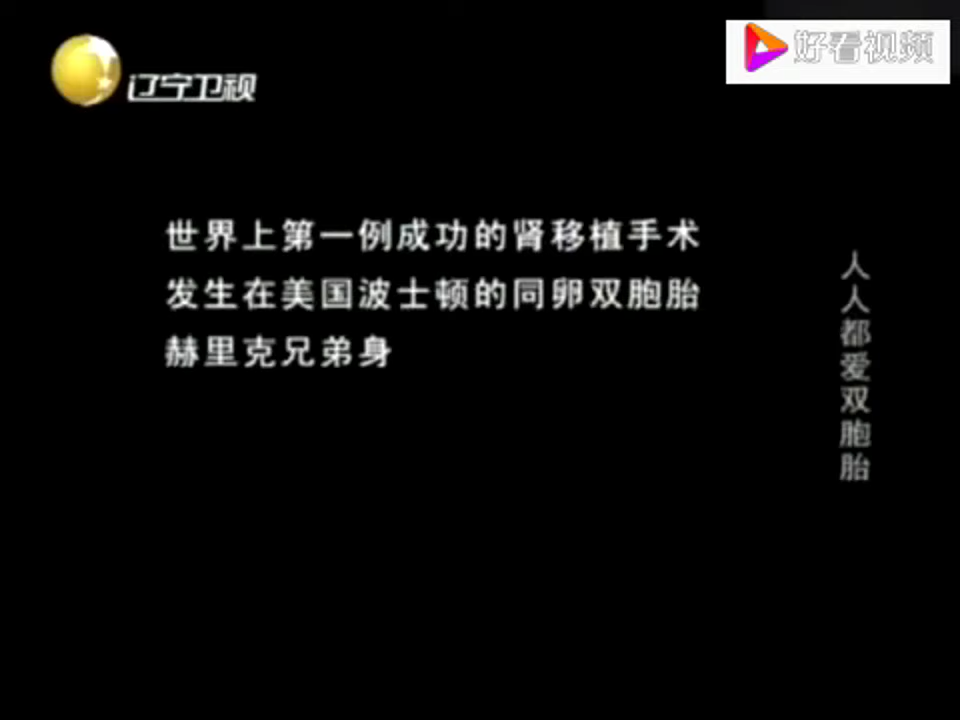 辽宁卫视
好看视频
世界上第一例成功的肾移植手术
发生在美国波士顿的同卵双胞胎
赫里克兄弟身
人人都爱双胞胎